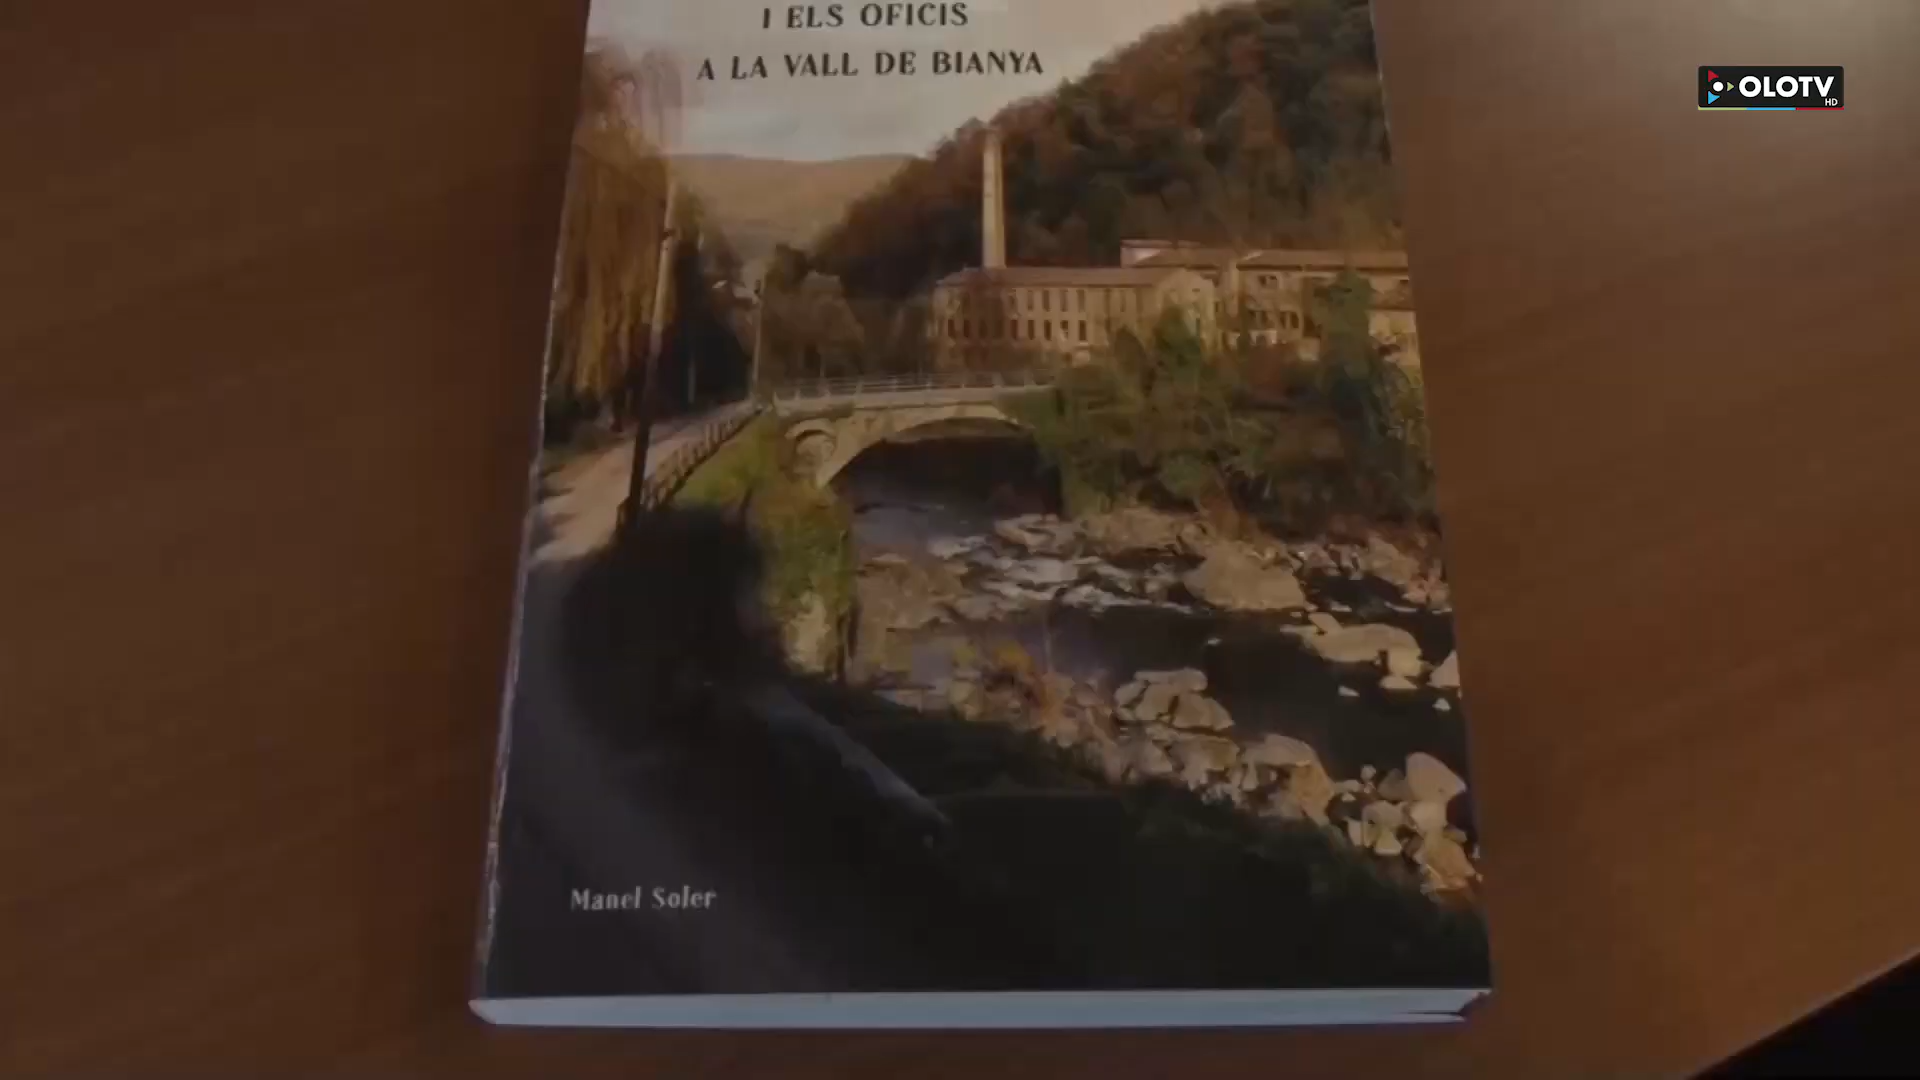 I ELS OFICIS
A LA VALL DE BIANYA
OLOTV
HD
Manel Soler